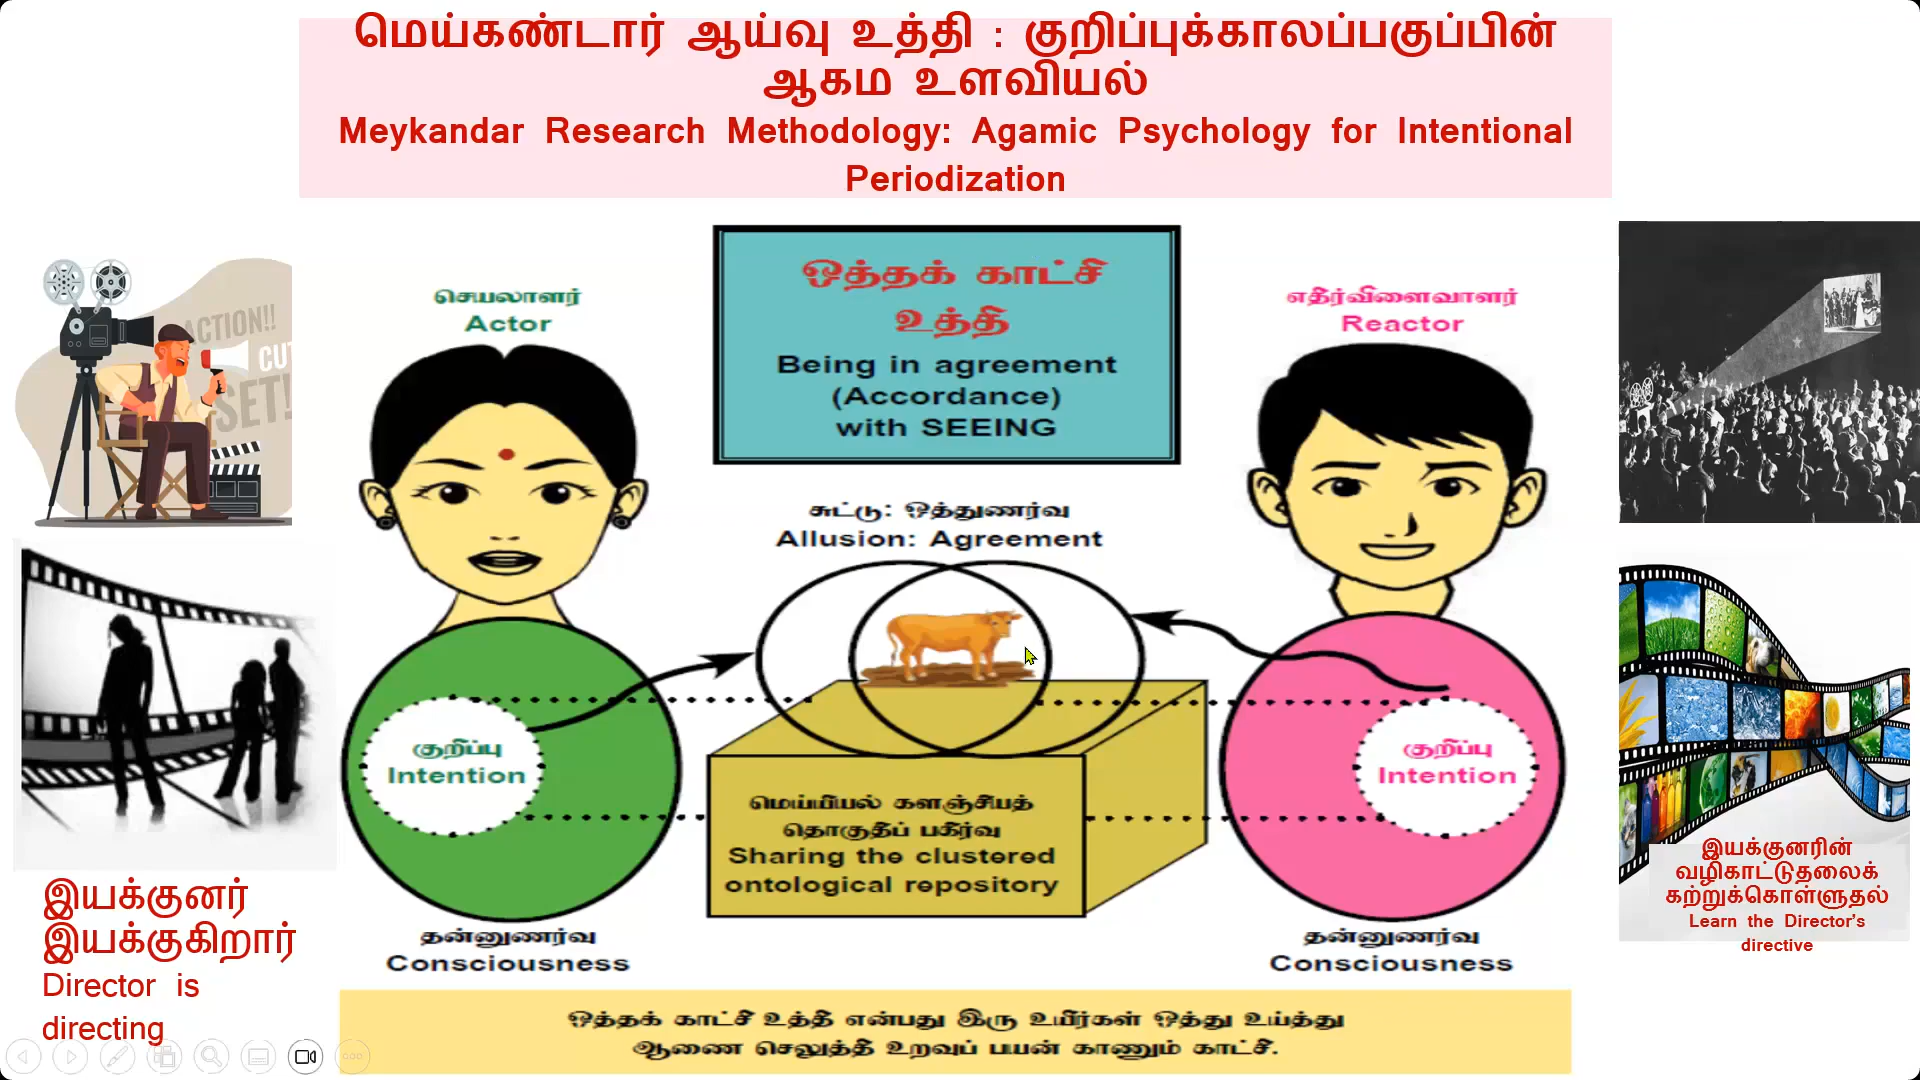 மெய்கண்டார் ஆய்வு உத்தி : குறிப்புக்காலப்பகுப்பின்
ஆகம உளவியல்
Meykandar Research Methodology: Agamic Psychology for Intentional
Periodization
ஒத்தக் காட்சி
உத்தி
Being in agreement
(Accordance)
with SEEING
செயலாளர்
Actor
எதிர்விளைவாளர்
Reactor
ACTION!!
CUT
SET!
சுட்டு: ஒத்துணர்வு
Allusion: Agreement
குறிப்பு
Intention
குறிப்பு
Intention
மெய்யியல் களஞ்சியத்
தொகுதிப் பகிர்வு
Sharing the clustered
ontological repository
தன்னுணர்வு
Consciousness
தன்னுணர்வு
Consciousness
இயக்குனர்
இயக்குகிறார்
Director is
directing
இயக்குனரின்
வழிகாட்டுதலைக்
கற்றுக்கொள்ளுதல்
Learn the Director's
directive
ஒத்தக் காட்சி உத்தி என்பது இரு உயிர்கள் ஒத்து உய்த்து
ஆணை செலுத்தி உறவுப் பயன் காணும் காட்சி.